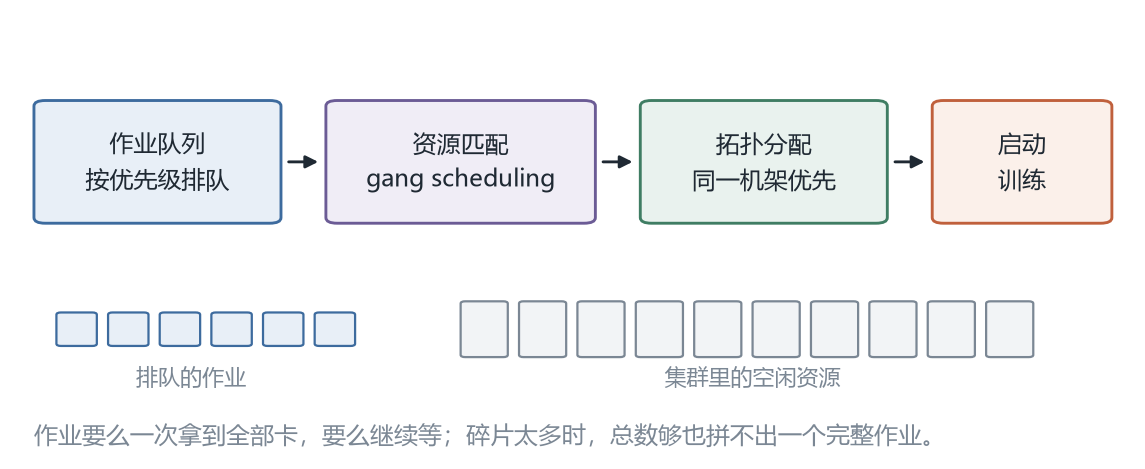 作业队列
按优先级排队
资源匹配
gang scheduling
拓扑分配
同一机架优先
启动
训练
排队的作业
集群里的空闲资源
作业要么一次拿到全部卡，要么继续等；碎片太多时，总数够也拼不出一个完整作业。